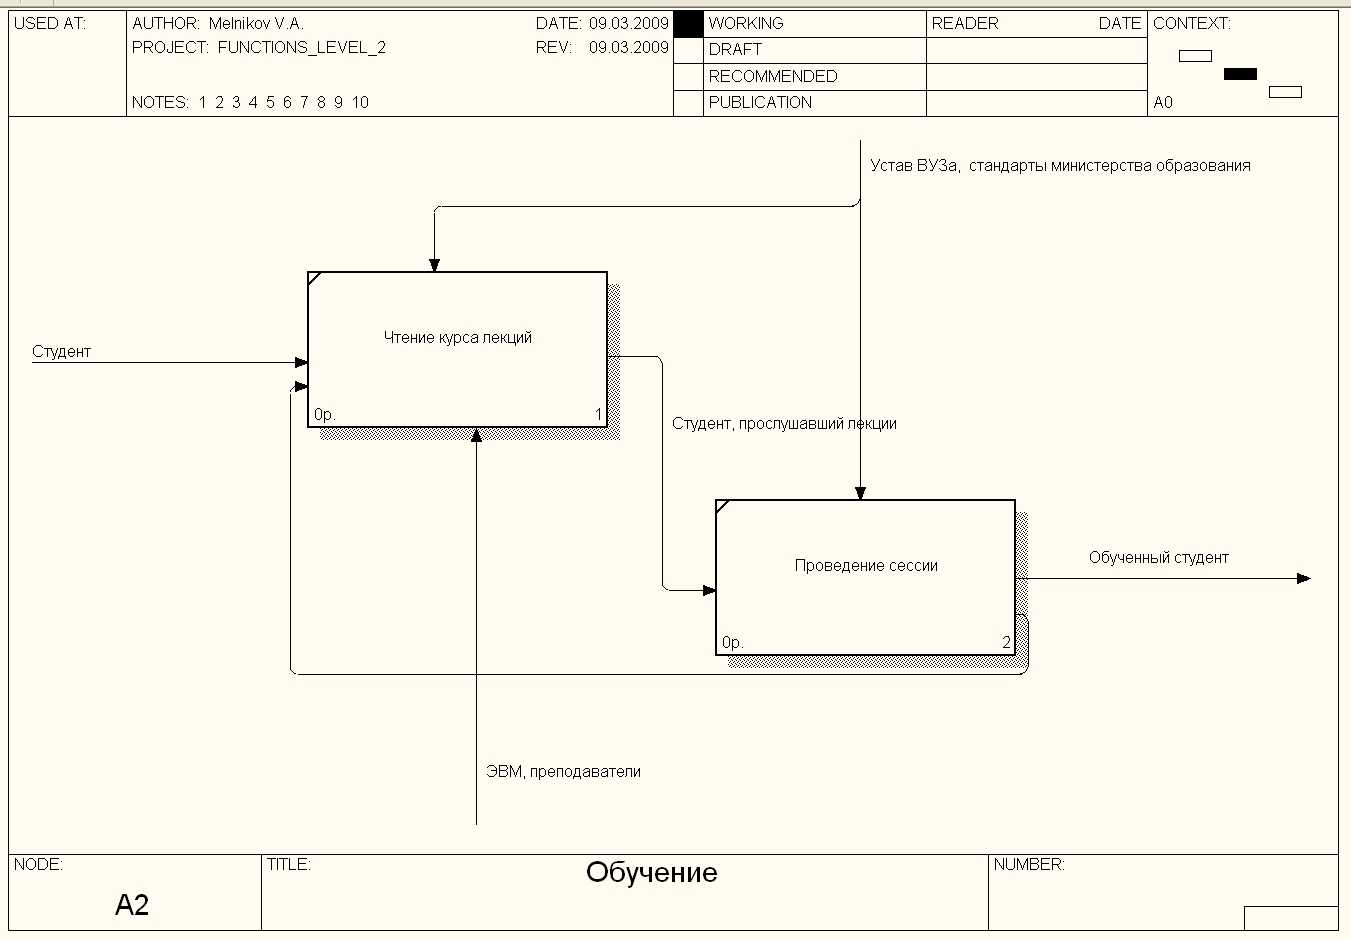 USED AT:
AUTHOR: Melnikov V.A.
DATE: 09.03.2009
PROJECT: FUNCTIONS_LEVEL_2
REV: 09.03.2009
NOTES: 1 2 3 4 5 6 7 8 9 10
WORKING
DRAFT
RECOMMENDED
PUBLICATION
READER DATE
CONTEXT:
A0
Устав ВУЗа, стандарты министерства образования
Чтение курса лекций
0р. 1
Студент
Студент, прослушавший лекции
Проведение сессии
0р. 2
Обученный студент
ЭВМ, преподаватели
NODE:
A2
TITLE:
Обучение
NUMBER: